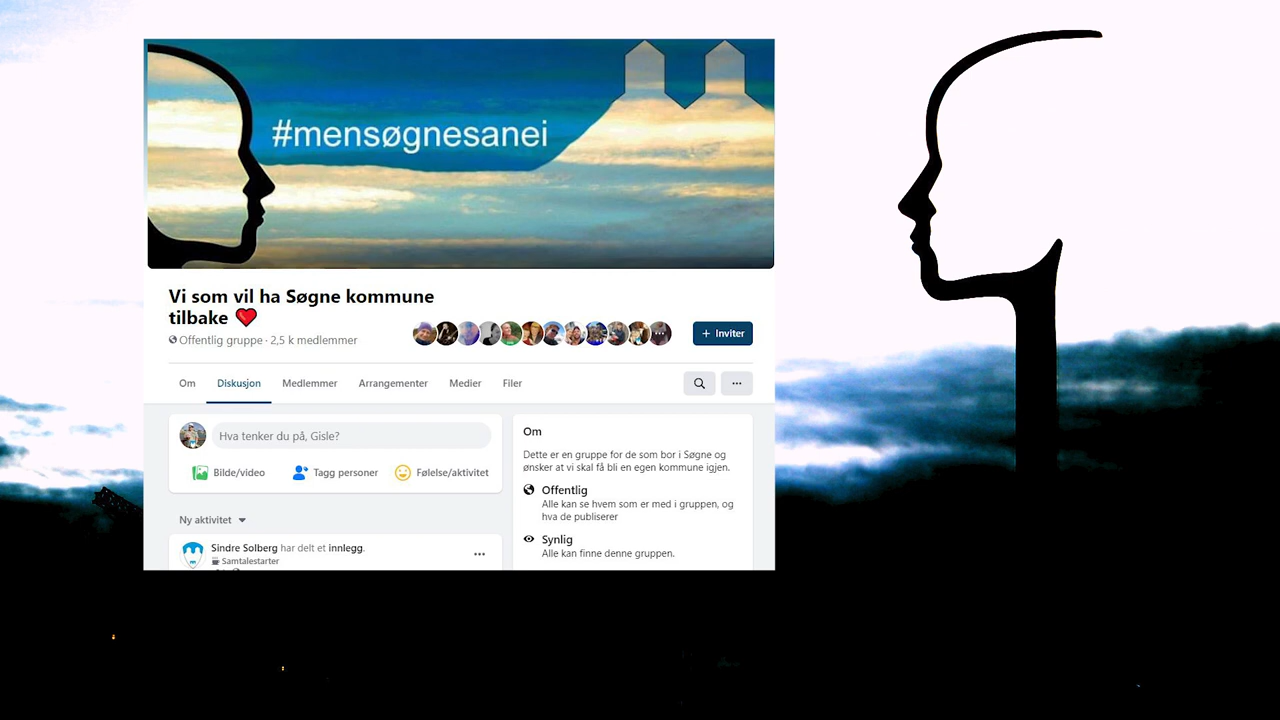 #mensøgnesanei
Vi som vil ha Søgne kommune
tilbake
Offentlig gruppe · 2,5 k medlemmer
+ Inviter
Om
Diskusjon
Medlemmer
Arrangementer
Medier
Filer
Hva tenker du på, Gisle?
Bilde/video
Tagg personer
Følelse/aktivitet
Ny aktivitet
Sindre Solberg har delt et innlegg.
Samtalestarter
Om
Dette er en gruppe for de som bor i Søgne og
ønsker at vi skal få bli en egen kommune igjen.
Offentlig
Alle kan se hvem som er med i gruppen, og
hva de publiserer
Synlig
Alle kan finne denne gruppen.